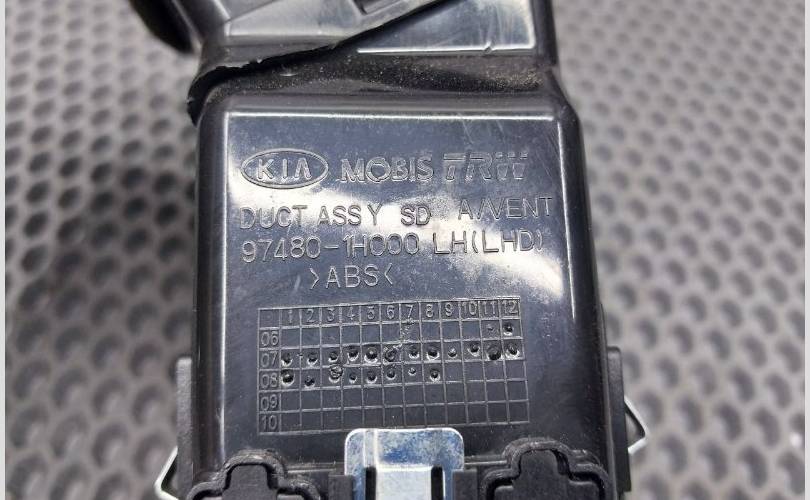 KIA MOBIS TRW
DUCT ASSY SD A/VENT
97480-1H000 LH(LHD)
>ABS<
1 2 3 4 5 6 7 8 9 10 11 12
06
07
08
09
10